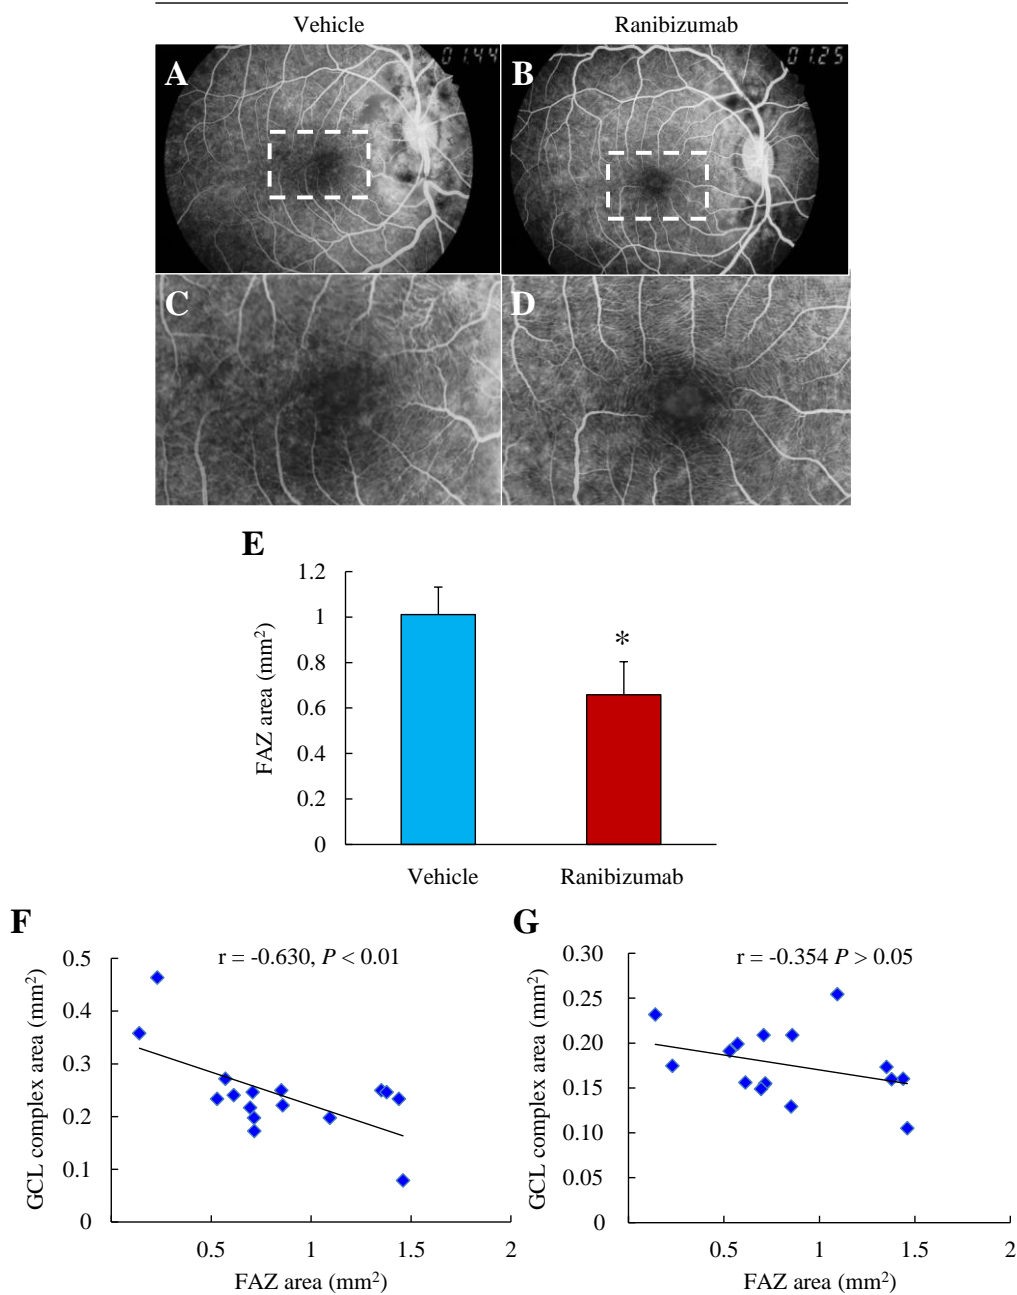 Vehicle Ranibizumab
A 01.44 B 01.25
C D
E
1.2
1
0.8
0.6
0.4
0.2
0
FAZ area (mm²)
*
Vehicle Ranibizumab
F
r = -0.630, P < 0.01
0.5
0.4
0.3
0.2
0.1
0
GCL complex area (mm²)
0.5 1 1.5 2
FAZ area (mm²)
G
r = -0.354 P > 0.05
0.30
0.25
0.20
0.15
0.10
0.05
0
GCL complex area (mm²)
0.5 1 1.5 2
FAZ area (mm²)